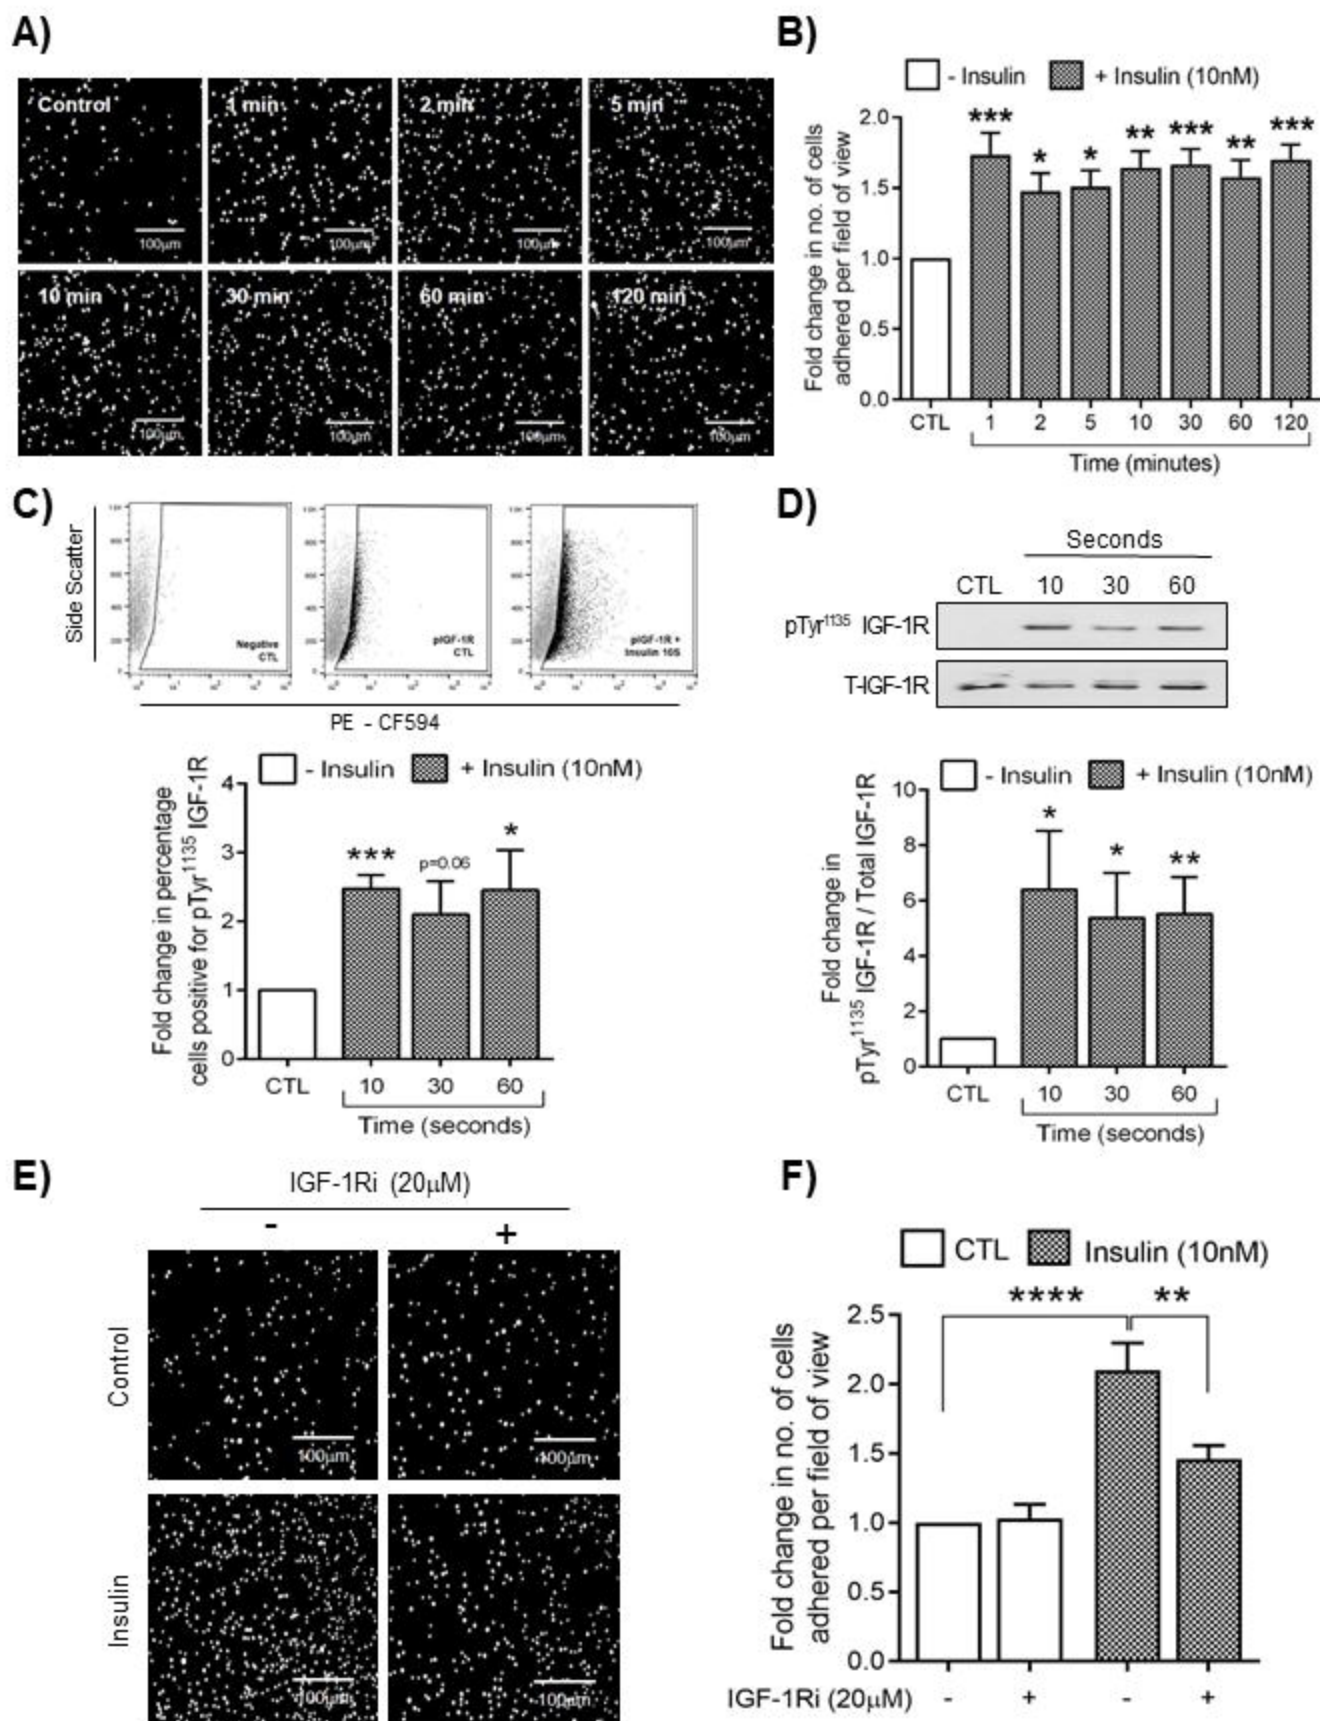 A)
Control
1 min
2 min
5 min
100μm
100μm
100μm
100μm
10 min
30 min
60 min
120 min
100μm
100μm
100μm
100μm
B)
- Insulin
+ Insulin (10nM)
Fold change in no. of cells
adhered per field of view
2.0
1.5
1.0
0.5
0.0
***
*
*
**
***
**
***
CTL 1 2 5 10 30 60 120
Time (minutes)
C)
Side Scatter
Negative
CTL
pIGF-1R
CTL
pIGF-1R +
Insulin 10S
PE - CF594
- Insulin
+ Insulin (10nM)
Fold change in percentage
cells positive for pTyr1135 IGF-1R
4
3
2
1
0
***
p=0.06
*
CTL 10 30 60
Time (seconds)
D)
Seconds
CTL 10 30 60
pTyr1135 IGF-1R
T-IGF-1R
- Insulin
+ Insulin (10nM)
Fold change in
pTyr1135 IGF-1R / Total IGF-1R
10
8
6
4
2
0
*
*
**
CTL 10 30 60
Time (seconds)
E)
IGF-1Ri (20μM)
- +
Control
100μm
100μm
Insulin
100μm
100μm
F)
CTL
Insulin (10nM)
Fold change in no. of cells
adhered per field of view
2.5
2.0
1.5
1.0
0.5
0.0
****
**
IGF-1Ri (20μM) - + - +